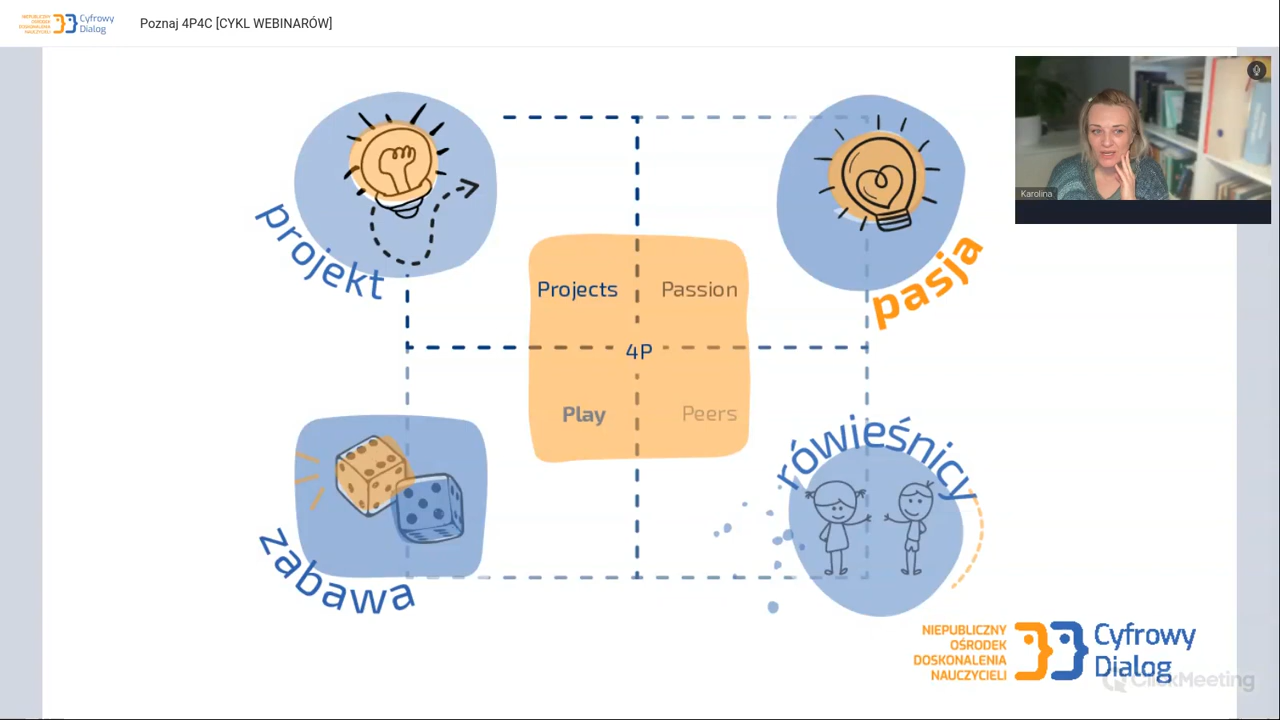 NIEPUBLICZNY
OŚRODEK
DOSKONALENIA
NAUCZYCIELI
Cyfrowy
Dialog
Poznaj 4P4C [CYKL WEBINARÓW]
Karolina
projekt
pasja
Projects
Passion
4P
Play
Peers
rówieśnicy
zabawa
NIEPUBLICZNY
OŚRODEK
DOSKONALENIA
NAUCZYCIELI
Cyfrowy
Dialog
ClickMeeting